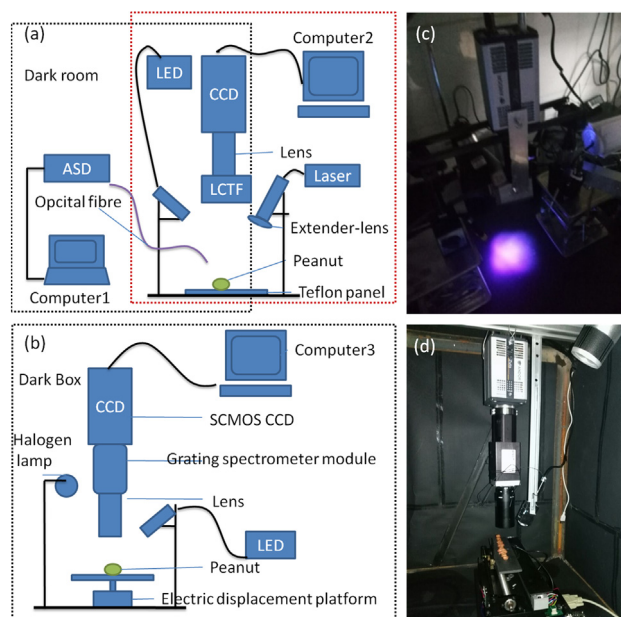 (a)
Dark room
LED
CCD
Computer2
Lens
ASD
LCTF
Laser
Opcital fibre
Extender-lens
Peanut
Computer1
Teflon panel
(b)
Dark Box
CCD
Computer3
SCMOS CCD
Halogen
lamp
Grating spectrometer module
Lens
LED
Peanut
Electric displacement platform
(c)
(d)